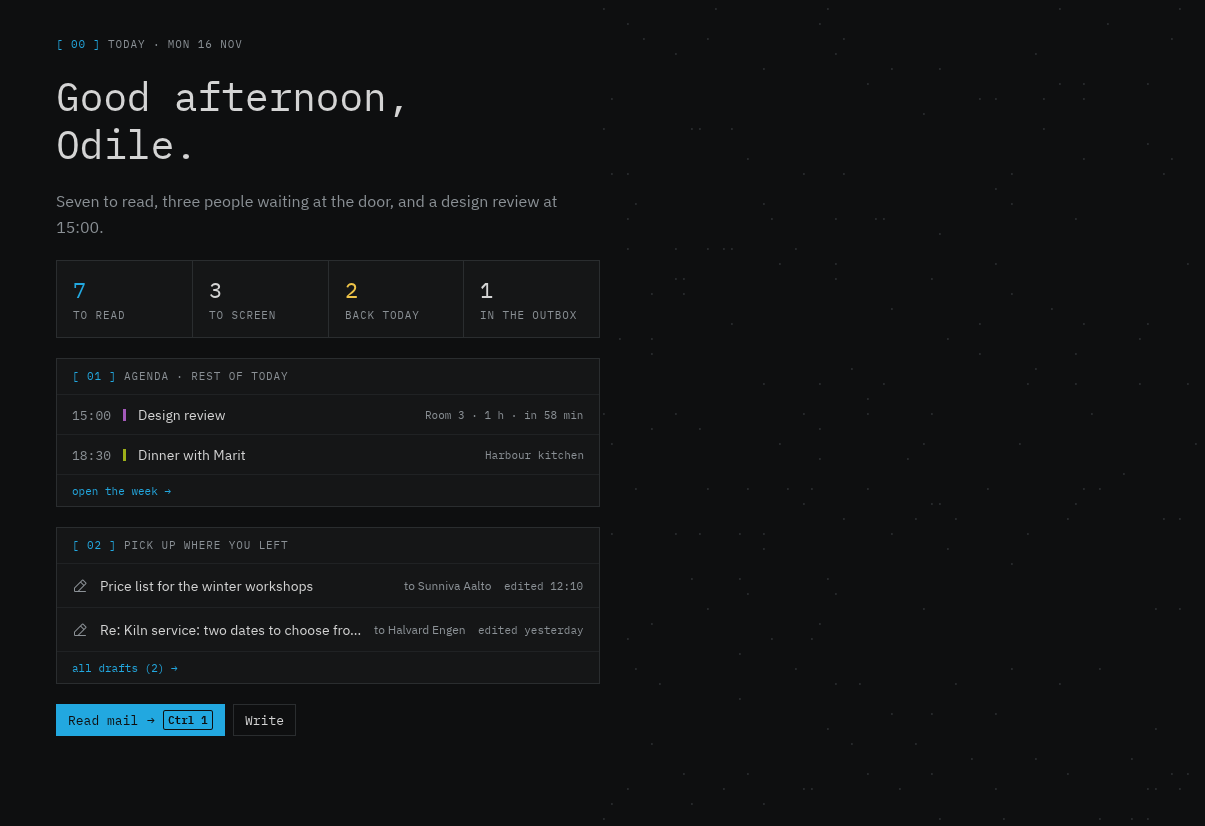 [ 00 ] TODAY · MON 16 NOV
Good afternoon,
Odile.
Seven to read, three people waiting at the door, and a design review at
15:00.
7 3 2 1
TO READ TO SCREEN BACK TODAY IN THE OUTBOX
[ 01 ] AGENDA · REST OF TODAY
15:00 Design review Room 3 · 1 h · in 58 min
18:30 Dinner with Marit Harbour kitchen
open the week →
[ 02 ] PICK UP WHERE YOU LEFT
Price list for the winter workshops to Sunniva Aalto edited 12:10
Re: Kiln service: two dates to choose fro… to Halvard Engen edited yesterday
all drafts (2) →
Read mail → Ctrl 1 Write